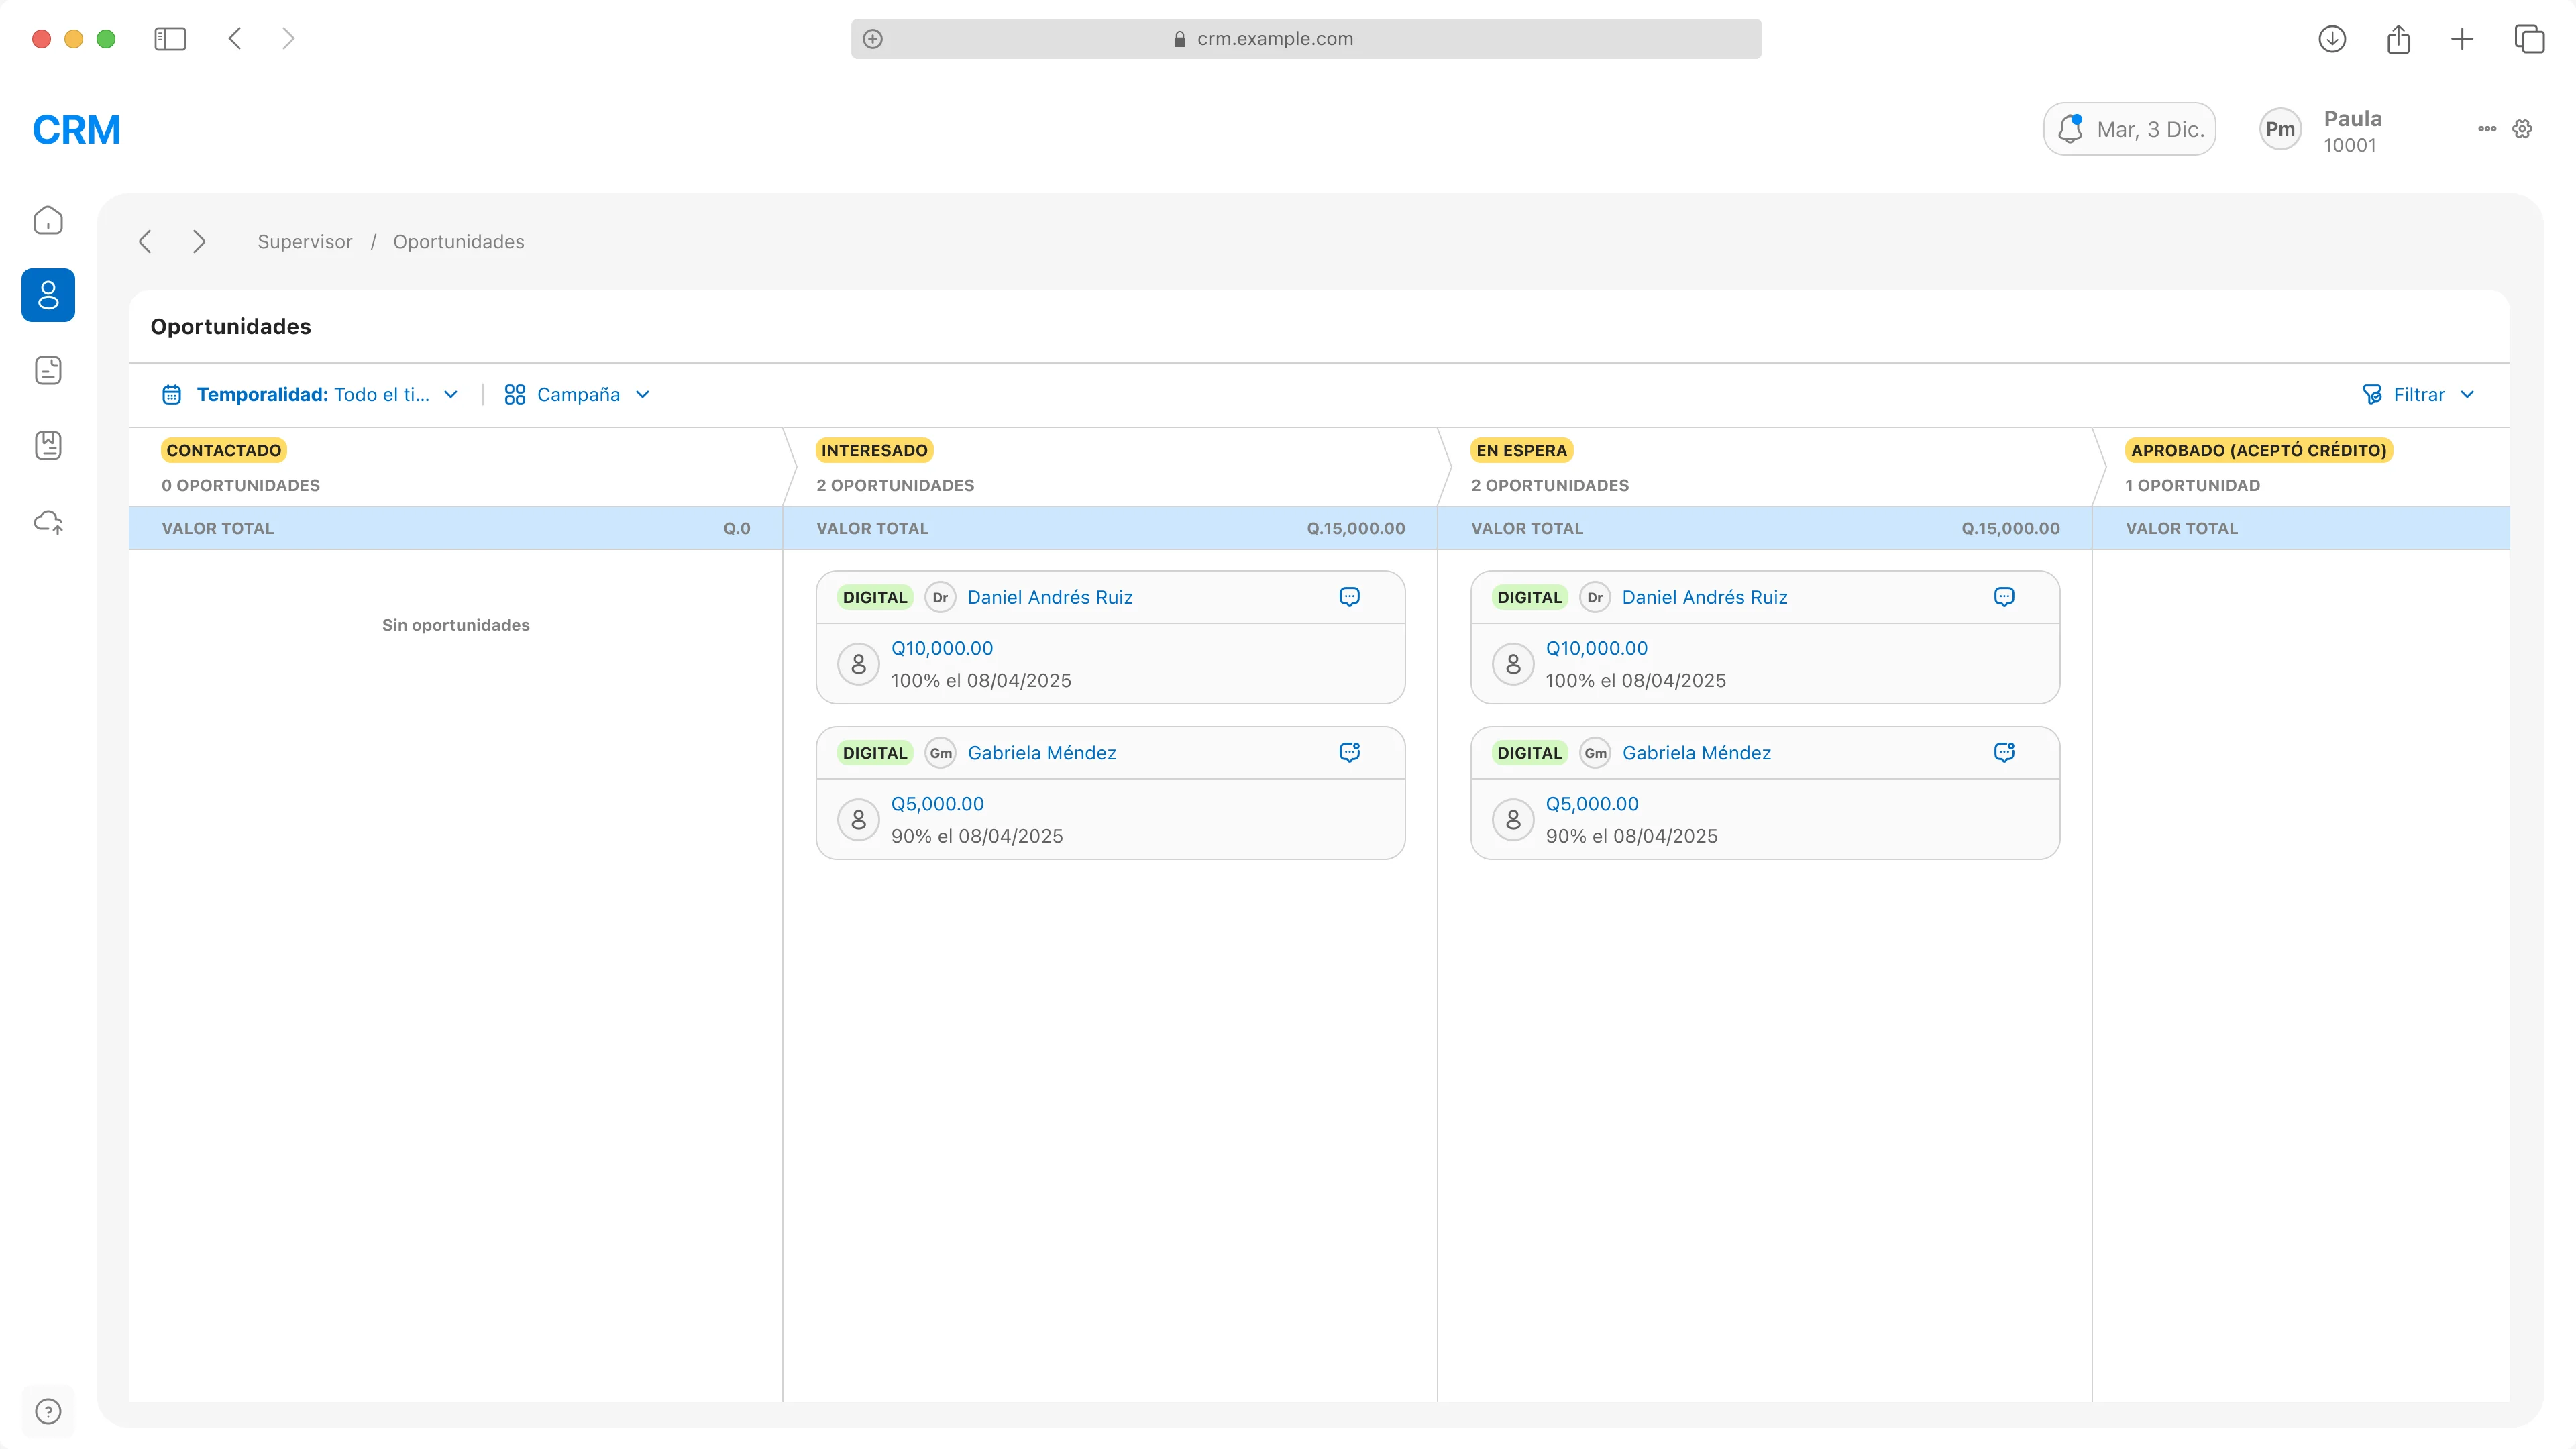 crm.example.com
CRM
Mar, 3 Dic.
Pm
Paula
10001
Supervisor / Oportunidades
Oportunidades
Temporalidad: Todo el ti...
Campaña
Filtrar
CONTACTADO
0 OPORTUNIDADES
VALOR TOTAL Q.0
Sin oportunidades
INTERESADO
2 OPORTUNIDADES
VALOR TOTAL Q.15,000.00
DIGITAL Dr Daniel Andrés Ruiz
Q10,000.00
100% el 08/04/2025
DIGITAL Gm Gabriela Méndez
Q5,000.00
90% el 08/04/2025
EN ESPERA
2 OPORTUNIDADES
VALOR TOTAL Q.15,000.00
DIGITAL Dr Daniel Andrés Ruiz
Q10,000.00
100% el 08/04/2025
DIGITAL Gm Gabriela Méndez
Q5,000.00
90% el 08/04/2025
APROBADO (ACEPTÓ CRÉDITO)
1 OPORTUNIDAD
VALOR TOTAL
?